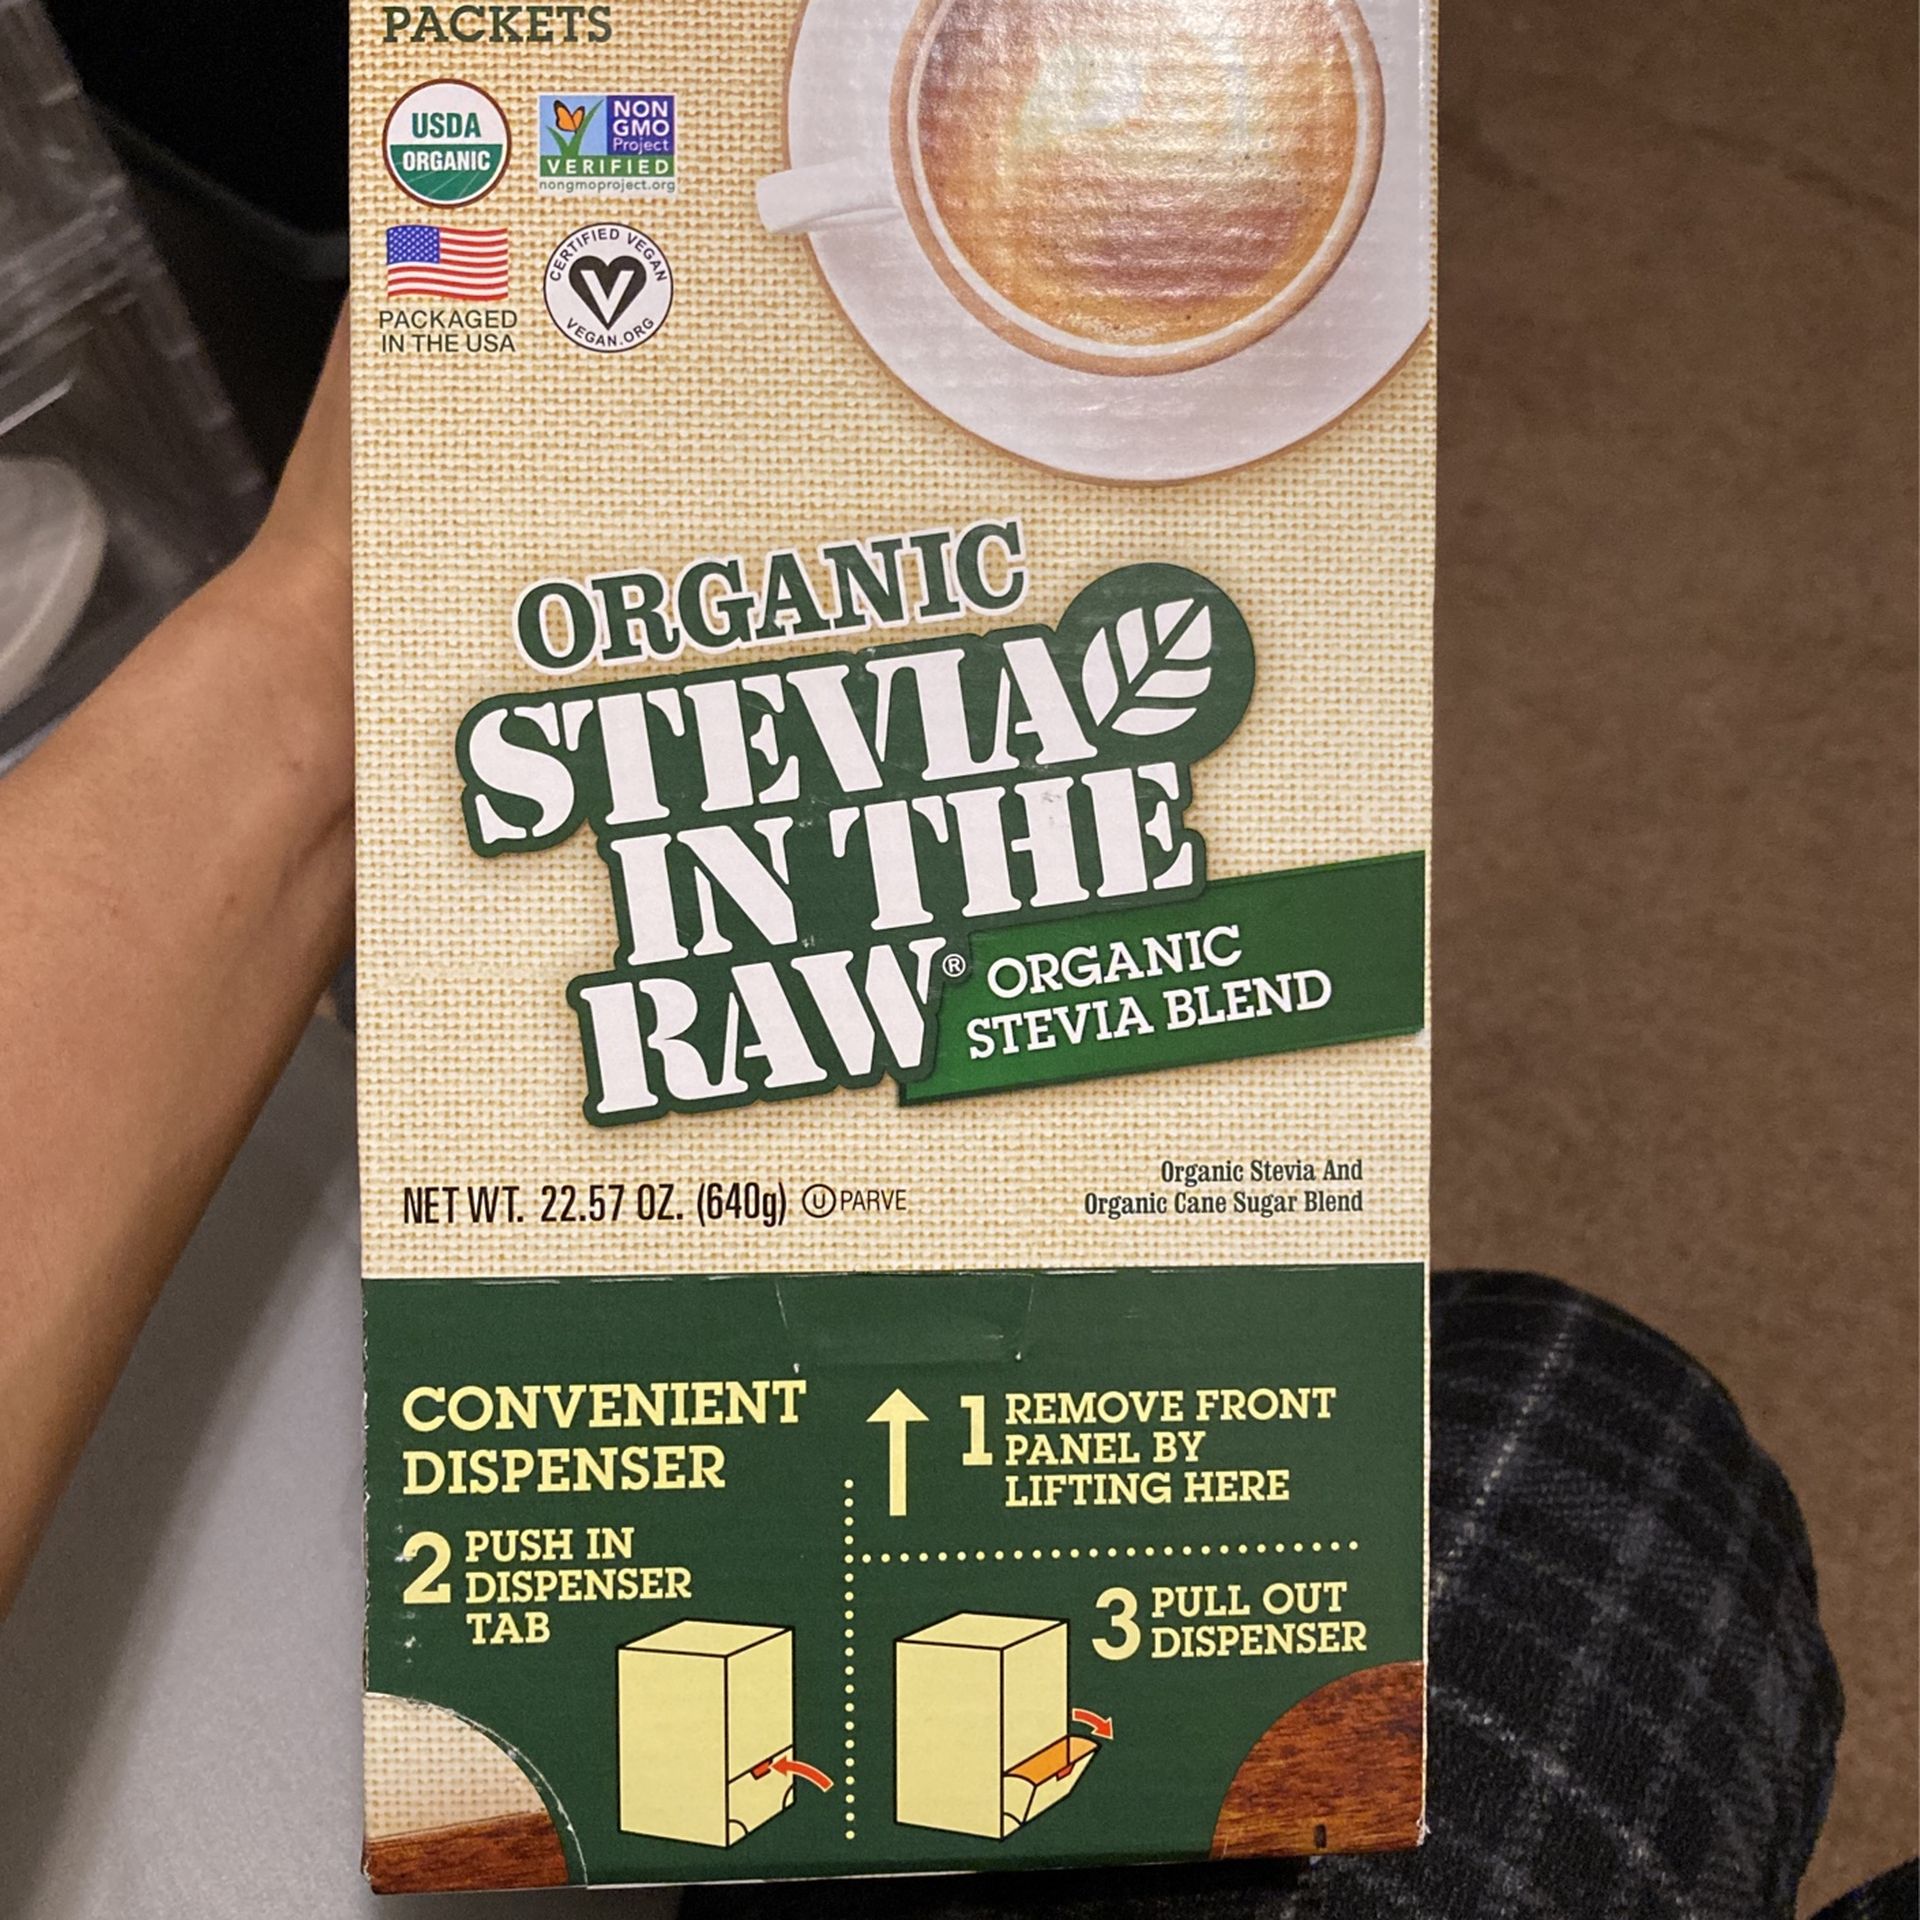 PACKETS
USDA
ORGANIC
NON
GMO
Project
VERIFIED
nongmoproject.org
PACKAGED
IN THE USA
CERTIFIED VEGAN
V
VEGAN.ORG
ORGANIC
STEVIA
IN THE
RAW®
ORGANIC
STEVIA BLEND
NET WT. 22.57 OZ. (640g) Ⓤ PARVE
Organic Stevia And
Organic Cane Sugar Blend
CONVENIENT
DISPENSER
1 REMOVE FRONT
PANEL BY
LIFTING HERE
2 PUSH IN
DISPENSER
TAB
3 PULL OUT
DISPENSER